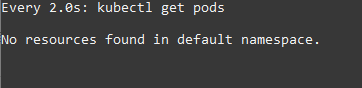 Every 2.0s: kubectl get pods
No resources found in default namespace.